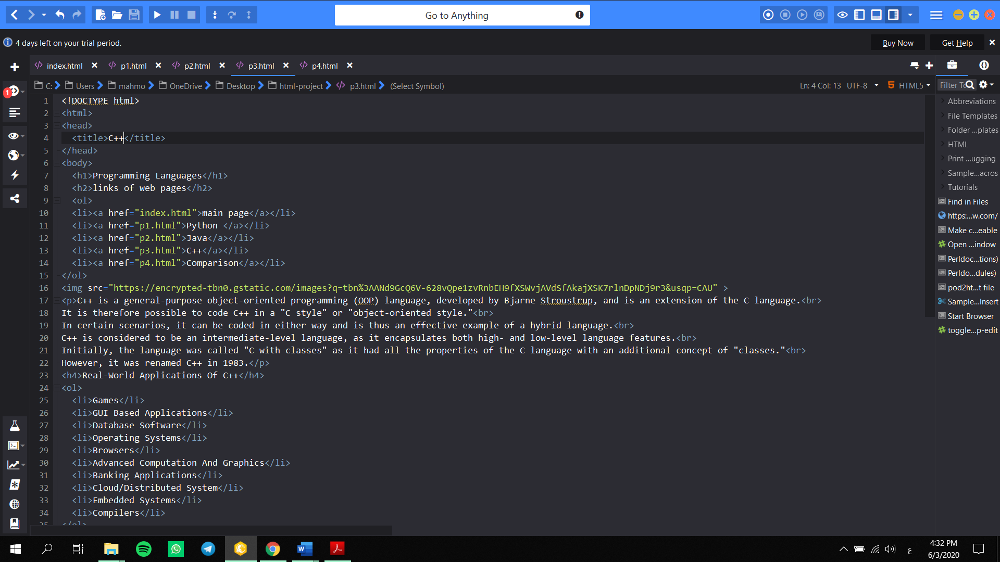 Go to Anything
4 days left on your trial period.
Buy Now
Get Help
index.html
p1.html
p2.html
p3.html
p4.html
C: Users mahmo OneDrive Desktop html-project p3.html (Select Symbol)
Ln: 4 Col: 13 UTF-8 HTML5
1
1 <!DOCTYPE html>
2 <html>
3 <head>
4 <title>C++</title>
5 </head>
6 <body>
7 <h1>Programming Languages</h1>
8 <h2>links of web pages</h2>
9 <ol>
10 <li><a href="index.html">main page</a></li>
11 <li><a href="p1.html">Python </a></li>
12 <li><a href="p2.html">Java</a></li>
13 <li><a href="p3.html">C++</a></li>
14 <li><a href="p4.html">Comparison</a></li>
15 </ol>
16 <img src="https://encrypted-tbn0.gstatic.com/images?q=tbn%3AANd9GcQ6V-628vQpe1zvRnbEH9fXSWvjAVdSfAkajXSK7rlnDpNDj9r3&usqp=CAU" >
17 <p>C++ is a general-purpose object-oriented programming (OOP) language, developed by Bjarne Stroustrup, and is an extension of the C language.<br>
18 It is therefore possible to code C++ in a "C style" or "object-oriented style."<br>
19 In certain scenarios, it can be coded in either way and is thus an effective example of a hybrid language.<br>
20 C++ is considered to be an intermediate-level language, as it encapsulates both high- and low-level language features.<br>
21 Initially, the language was called "C with classes" as it had all the properties of the C language with an additional concept of "classes."<br>
22 However, it was renamed C++ in 1983.</p>
23 <h4>Real-World Applications Of C++</h4>
24 <ol>
25 <li>Games</li>
26 <li>GUI Based Applications</li>
27 <li>Database Software</li>
28 <li>Operating Systems</li>
29 <li>Browsers</li>
30 <li>Advanced Computation And Graphics</li>
31 <li>Banking Applications</li>
32 <li>Cloud/Distributed System</li>
33 <li>Embedded Systems</li>
34 <li>Compilers</li>
35 </ol>
Filter To
Abbreviations
File Templates
Folder ...plates
HTML
Print ...ugging
Sample...acros
Tutorials
Find in Files
https:...w.com/
Make c...eable
Open ...indow
Perldoc...tions)
Perldo...dules)
pod2ht...t file
Sample...Insert
Start Browser
toggle...p-edit
ع
4:32 PM
6/3/2020